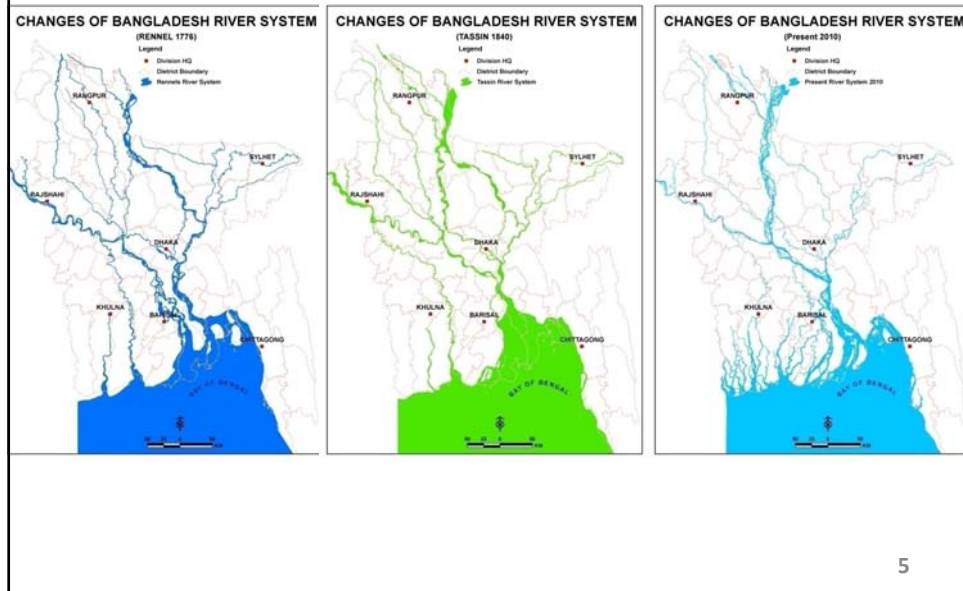 CHANGES OF BANGLADESH RIVER SYSTEM
(RENNEL 1776)
Legend
Division HQ
District Boundary
Rennels River System
RANGPUR
SYLHET
RAJSHAHI
DHAKA
KHULNA
BARISAL
CHITTAGONG
BAY OF BENGAL
CHANGES OF BANGLADESH RIVER SYSTEM
(TASSIN 1840)
Legend
Division HQ
District Boundary
Tassin River System
RANGPUR
SYLHET
RAJSHAHI
DHAKA
KHULNA
BARISAL
CHITTAGONG
BAY OF BENGAL
CHANGES OF BANGLADESH RIVER SYSTEM
(Present 2010)
Legend
Division HQ
District Boundary
Present River System 2010
RANGPUR
SYLHET
RAJSHAHI
DHAKA
KHULNA
BARISAL
CHITTAGONG
BAY OF BENGAL
5